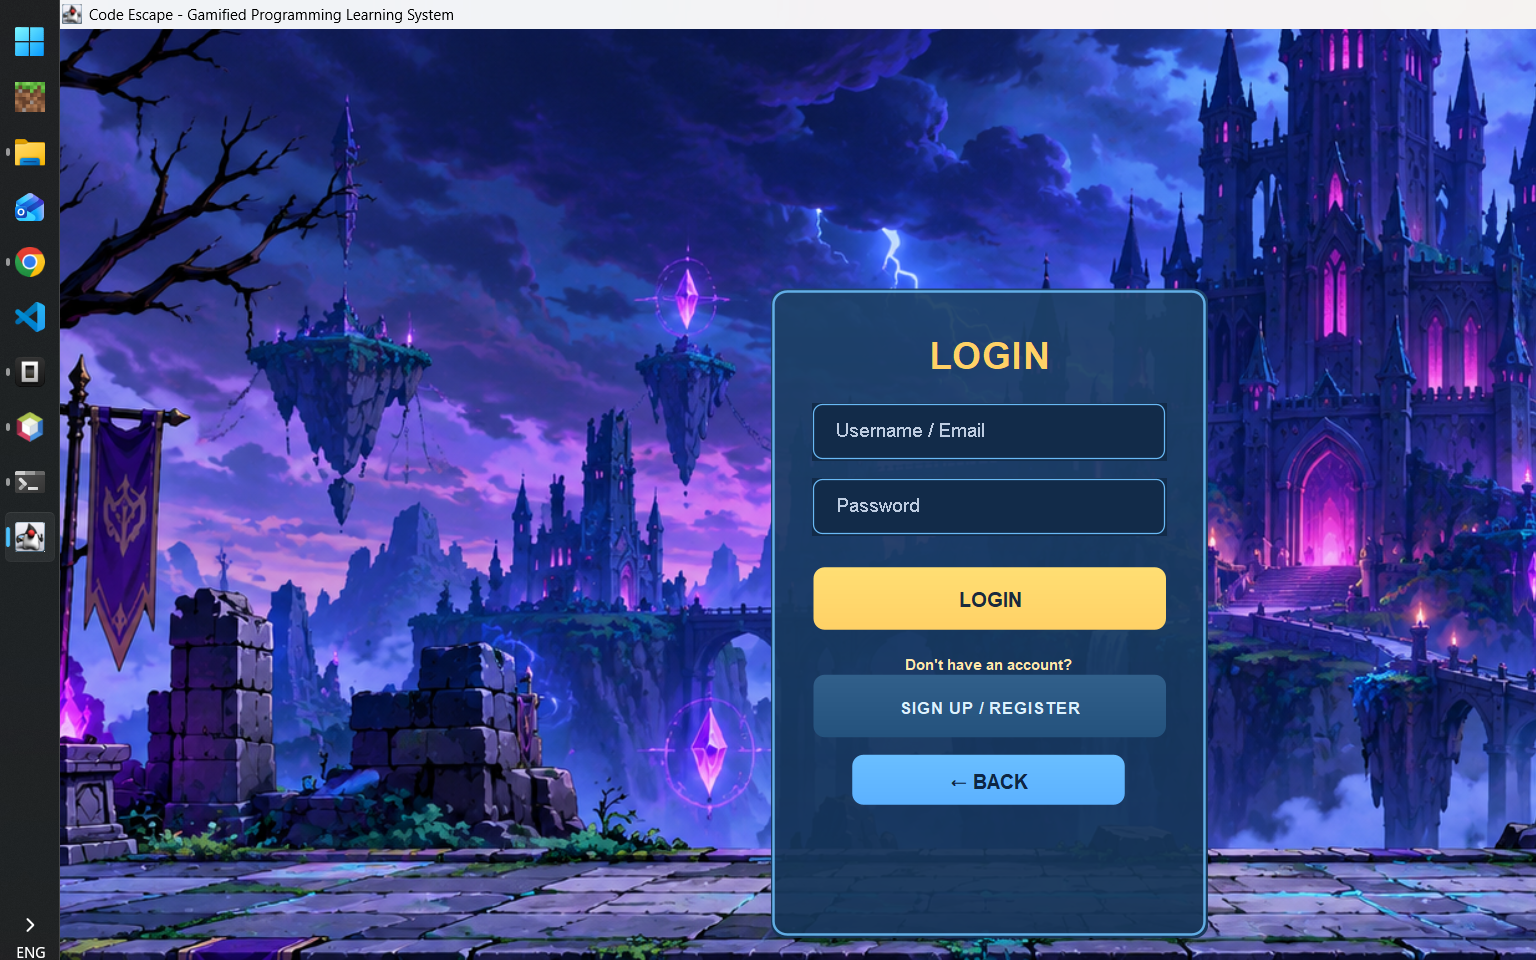 Code Escape - Gamified Programming Learning System
LOGIN
Username / Email
Password
LOGIN
Don't have an account?
SIGN UP / REGISTER
← BACK
ENG